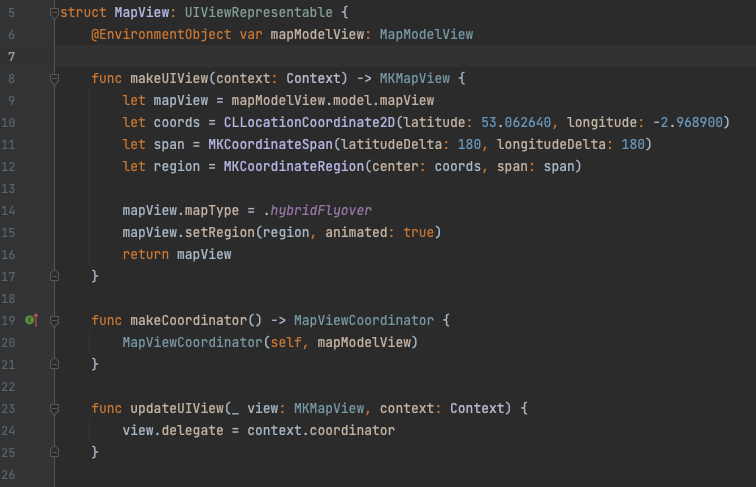 5 struct MapView: UIViewRepresentable {
6     @EnvironmentObject var mapModelView: MapModelView
7
8     func makeUIView(context: Context) -> MKMapView {
9         let mapView = mapModelView.model.mapView
10         let coords = CLLocationCoordinate2D(latitude: 53.062640, longitude: -2.968900)
11         let span = MKCoordinateSpan(latitudeDelta: 180, longitudeDelta: 180)
12         let region = MKCoordinateRegion(center: coords, span: span)
13
14         mapView.mapType = .hybridFlyover
15         mapView.setRegion(region, animated: true)
16         return mapView
17     }
18
19     func makeCoordinator() -> MapViewCoordinator {
20         MapViewCoordinator(self, mapModelView)
21     }
22
23     func updateUIView(_ view: MKMapView, context: Context) {
24         view.delegate = context.coordinator
25     }
26